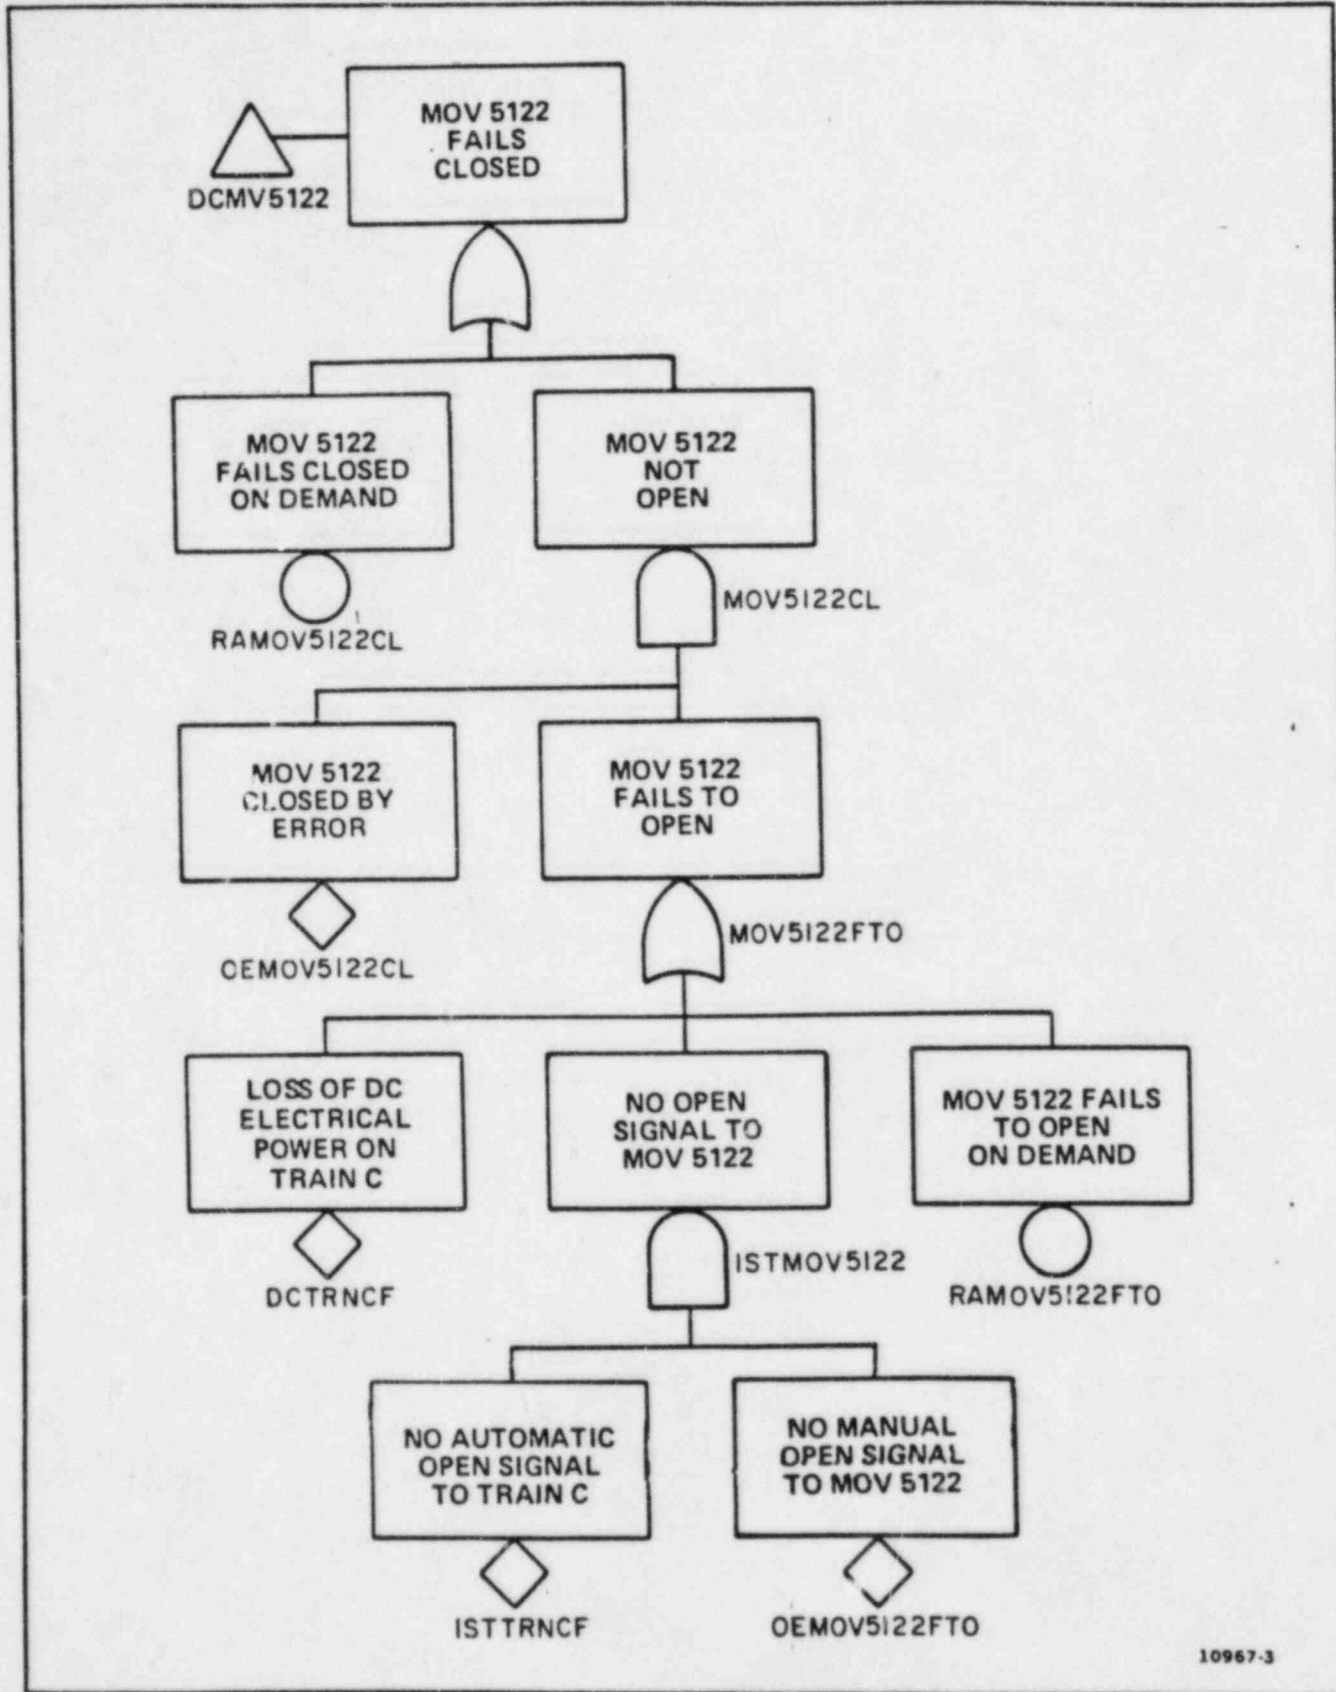 MOV 5122
FAILS
CLOSED
DCMV5122
MOV 5122
FAILS CLOSED
ON DEMAND
RAMOV5122CL
MOV 5122
NOT
OPEN
MOV5122CL
MOV 5122
CLOSED BY
ERROR
OEMOV5122CL
MOV 5122
FAILS TO
OPEN
MOV5122FTO
LOSS OF DC
ELECTRICAL
POWER ON
TRAIN C
DCTRNCF
NO OPEN
SIGNAL TO
MOV 5122
ISTMOV5122
MOV 5122 FAILS
TO OPEN
ON DEMAND
RAMOV5122FTO
NO AUTOMATIC
OPEN SIGNAL
TO TRAIN C
ISTTRNCF
NO MANUAL
OPEN SIGNAL
TO MOV 5122
OEMOV5122FTO
10967-3